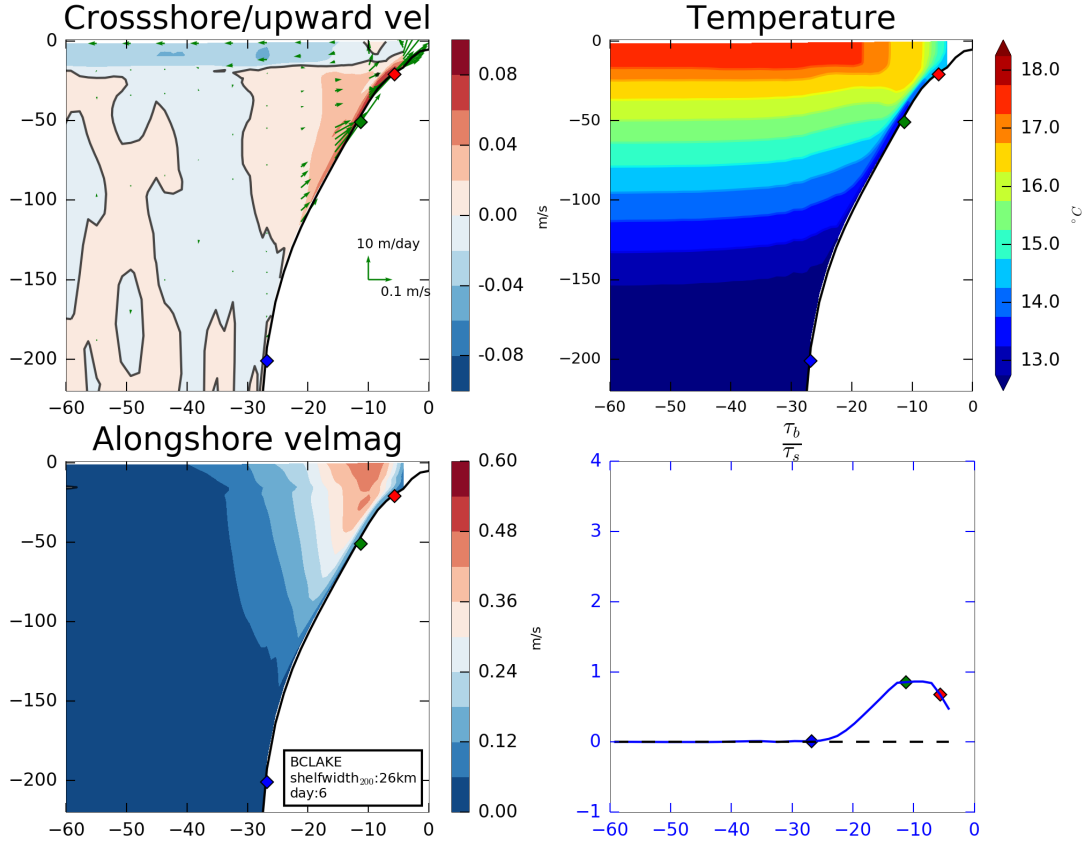 Crossshore/upward vel
0
−50
−100
−150
−200
−60 −50 −40 −30 −20 −10 0
10 m/day
0.1 m/s
0.08
0.04
0.00
-0.04
-0.08
m/s
Temperature
0
−50
−100
−150
−200
−60 −50 −40 −30 −20 −10 0
18.0
17.0
16.0
15.0
14.0
13.0
°C
Alongshore velmag
0
−50
−100
−150
−200
−60 −50 −40 −30 −20 −10 0
BCLAKE
shelfwidth₂₀₀:26km
day:6
0.60
0.48
0.36
0.24
0.12
0.00
m/s
τb
τs
4
3
2
1
0
−1
−60 −50 −40 −30 −20 −10 0